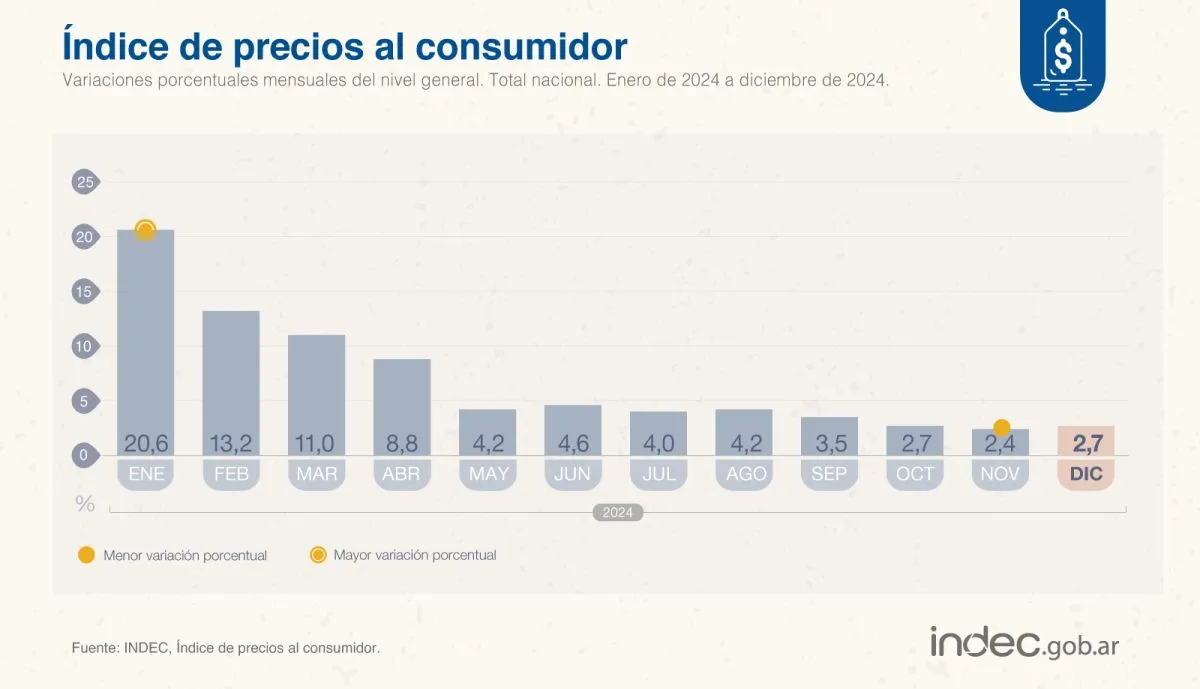 Índice de precios al consumidor
Variaciones porcentuales mensuales del nivel general. Total nacional. Enero de 2024 a diciembre de 2024.
$
25
20
15
10
5
0
20,6 13,2 11,0 8,8 4,2 4,6 4,0 4,2 3,5 2,7 2,4 2,7
ENE FEB MAR ABR MAY JUN JUL AGO SEP OCT NOV DIC
%
2024
Menor variación porcentual Mayor variación porcentual
Fuente: INDEC, Índice de precios al consumidor.
indec.gob.ar